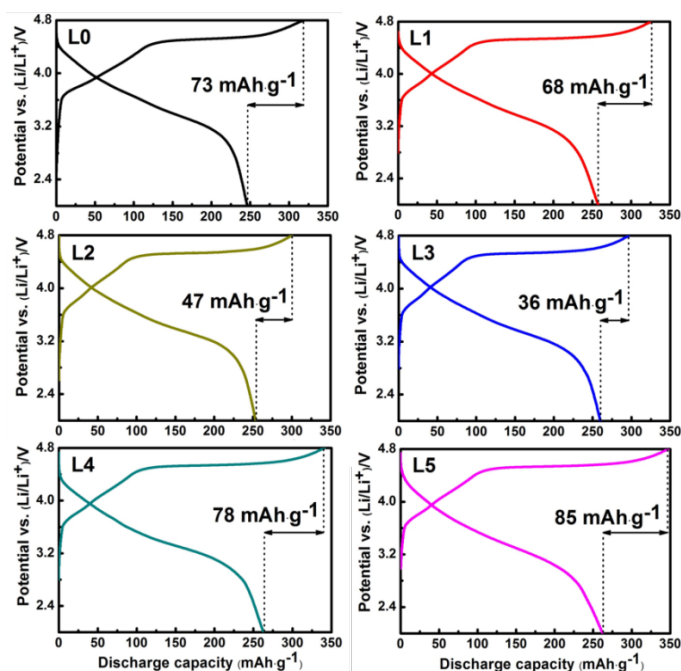 Potential vs. (Li/Li⁺)/V
4.8
4.0
3.2
2.4
L0
73 mAh·g⁻¹
0 50 100 150 200 250 300 350
Potential vs. (Li/Li⁺)/V
4.8
4.0
3.2
2.4
L1
68 mAh·g⁻¹
0 50 100 150 200 250 300 350
Potential vs. (Li/Li⁺)/V
4.8
4.0
3.2
2.4
L2
47 mAh·g⁻¹
0 50 100 150 200 250 300 350
Potential vs. (Li/Li⁺)/V
4.8
4.0
3.2
2.4
L3
36 mAh·g⁻¹
0 50 100 150 200 250 300 350
Potential vs. (Li/Li⁺)/V
4.8
4.0
3.2
2.4
L4
78 mAh·g⁻¹
0 50 100 150 200 250 300 350
Discharge capacity (mAh·g⁻¹)
Potential vs. (Li/Li⁺)/V
4.8
4.0
3.2
2.4
L5
85 mAh·g⁻¹
0 50 100 150 200 250 300 350
Discharge capacity (mAh·g⁻¹)